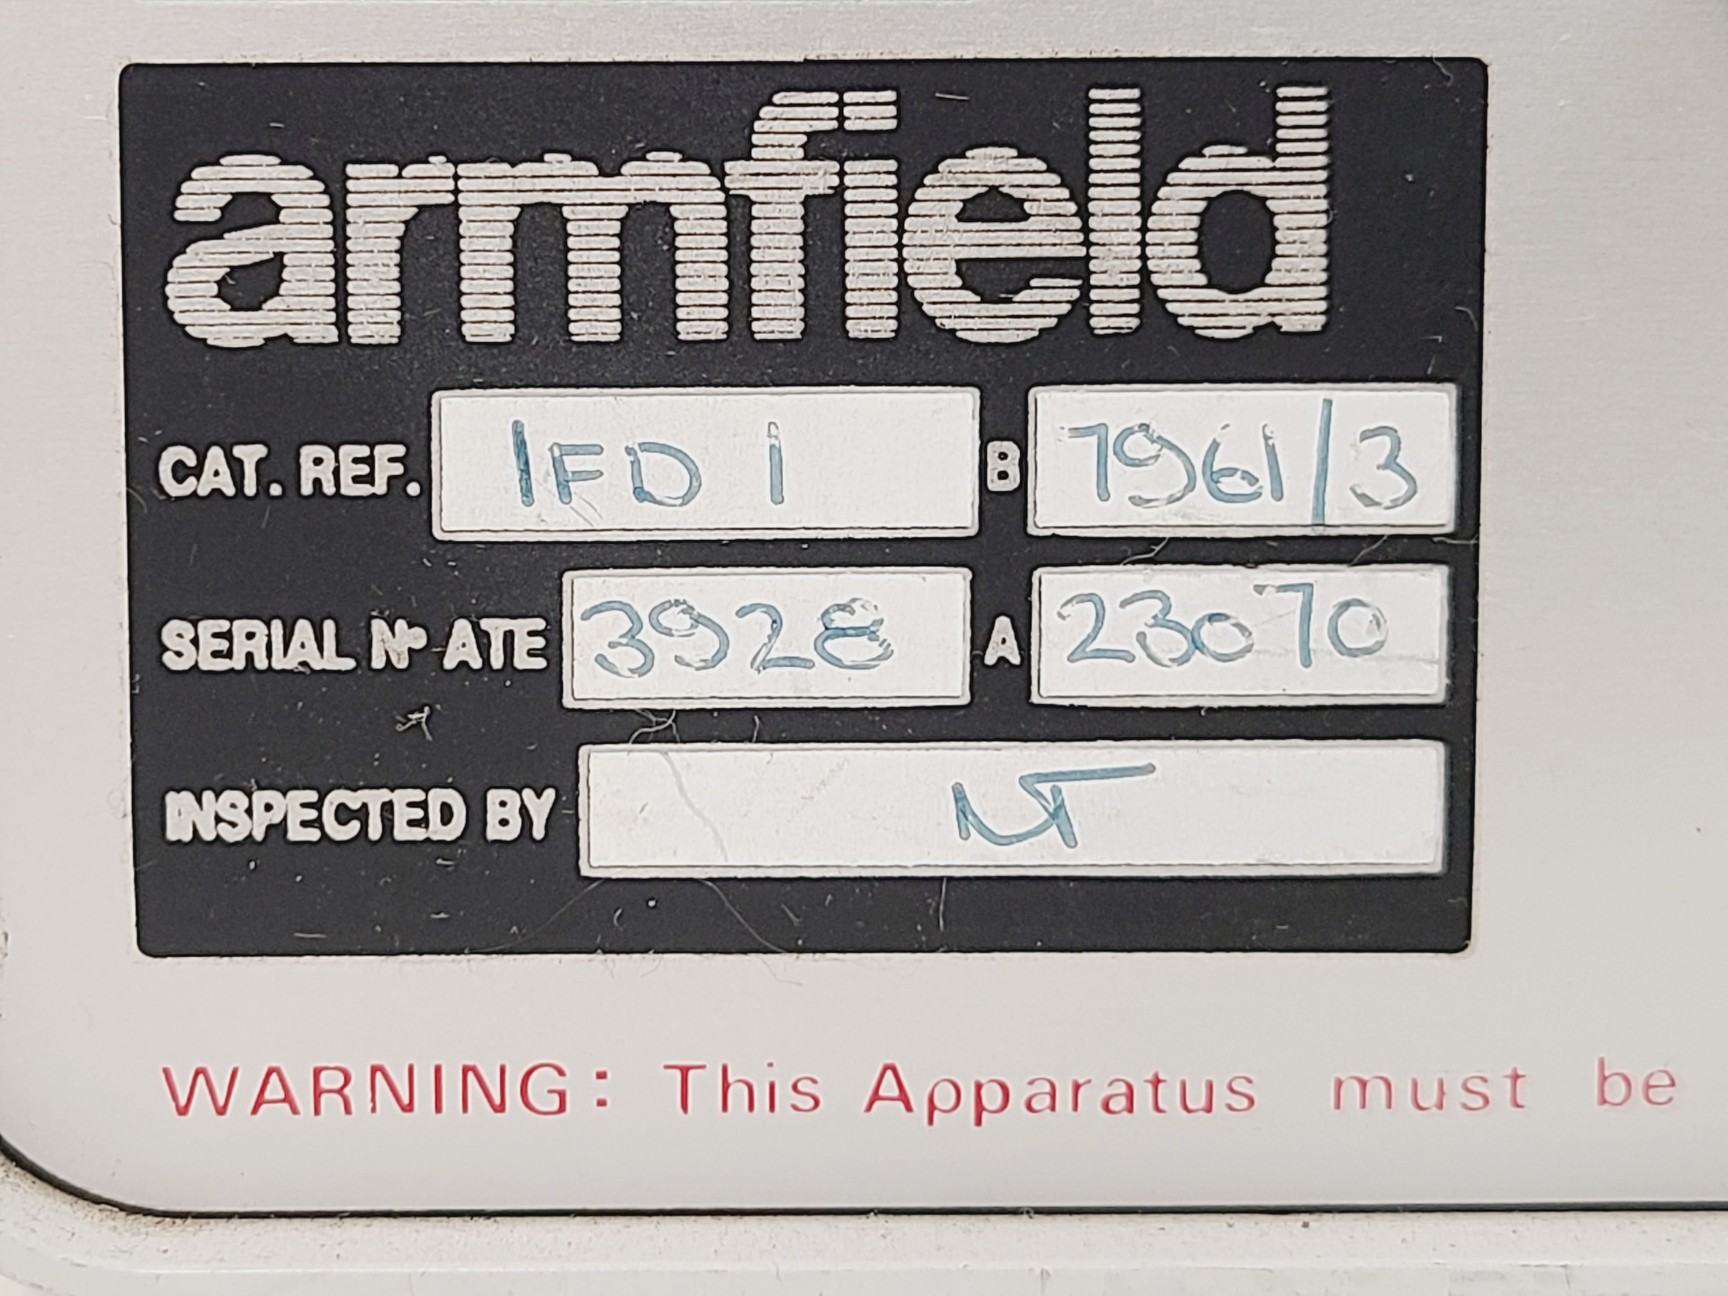 armfield
CAT. REF. IFD 1 B 7961/3
SERIAL Nº ATE 3928 A 23070
INSPECTED BY NT
WARNING: This Apparatus must be